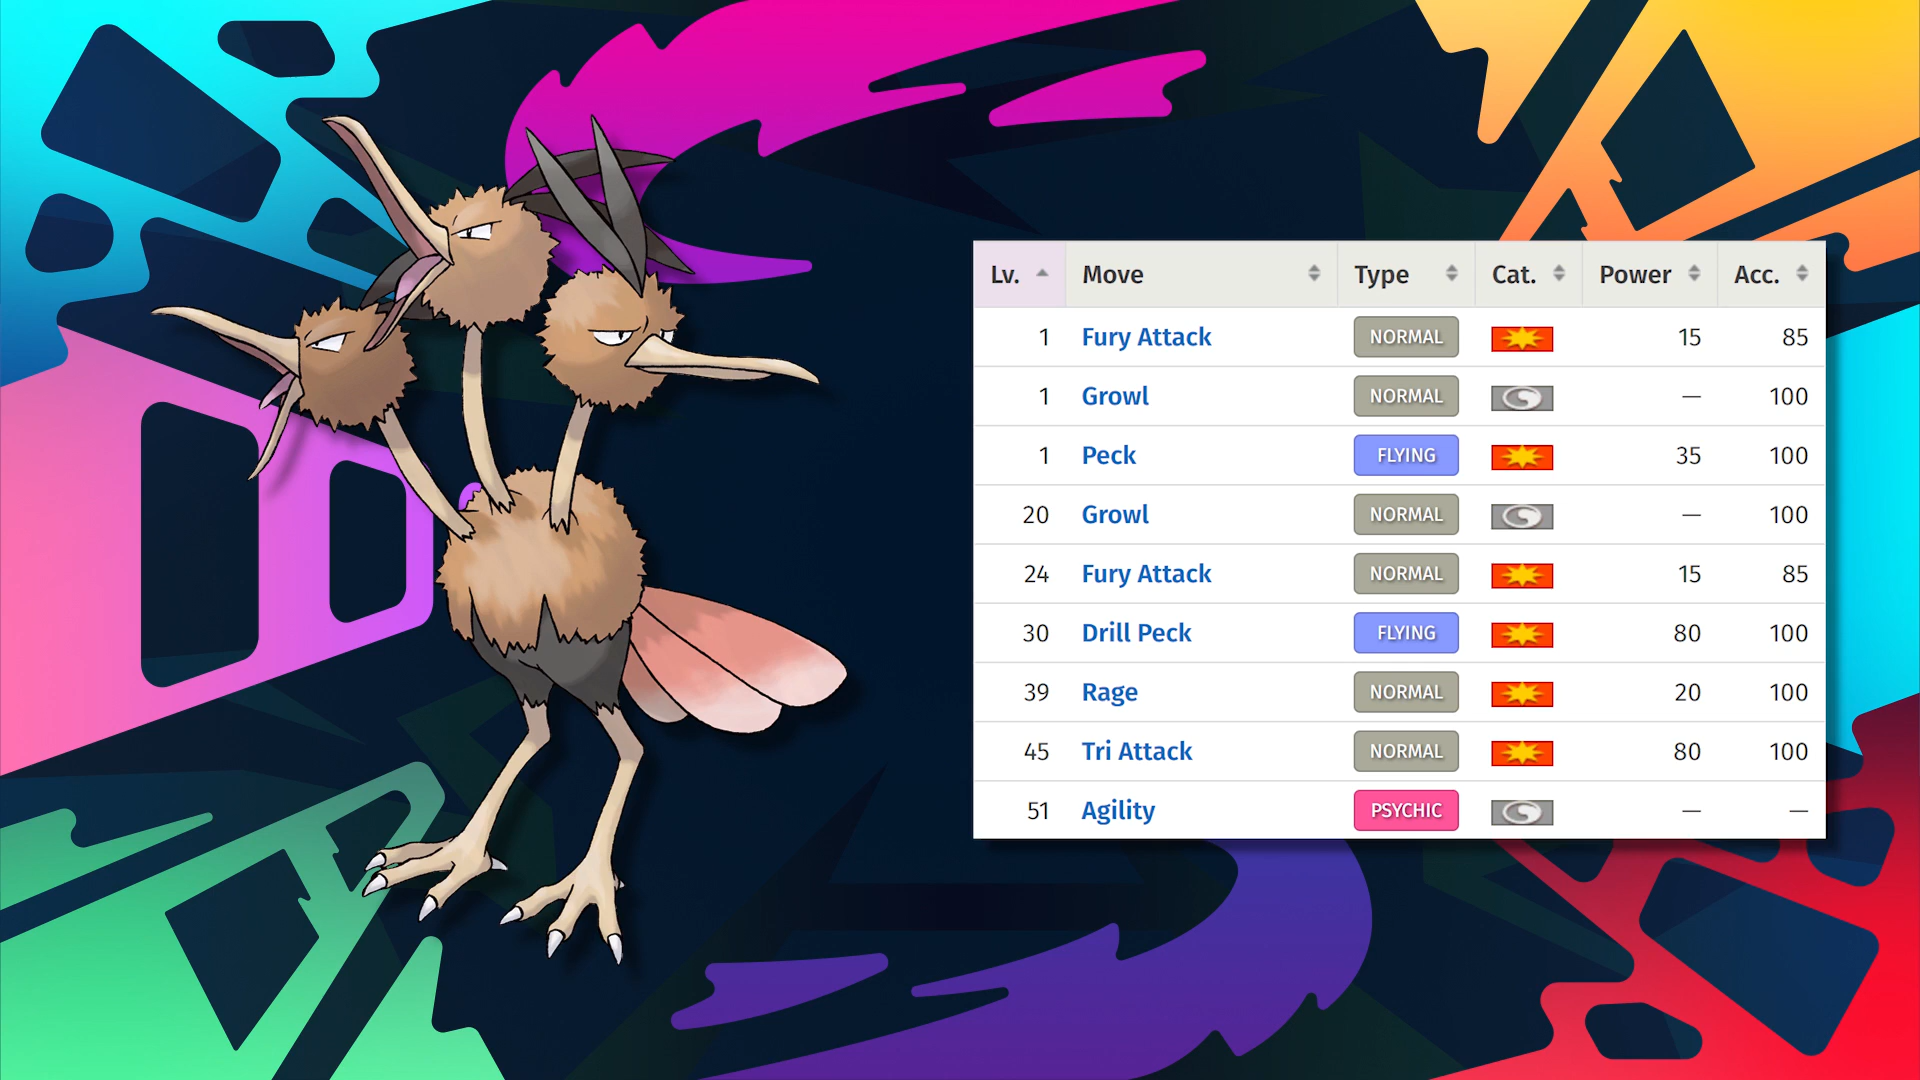 Lv. Move Type Cat. Power Acc.
1 Fury Attack NORMAL 15 85
1 Growl NORMAL — 100
1 Peck FLYING 35 100
20 Growl NORMAL — 100
24 Fury Attack NORMAL 15 85
30 Drill Peck FLYING 80 100
39 Rage NORMAL 20 100
45 Tri Attack NORMAL 80 100
51 Agility PSYCHIC — —